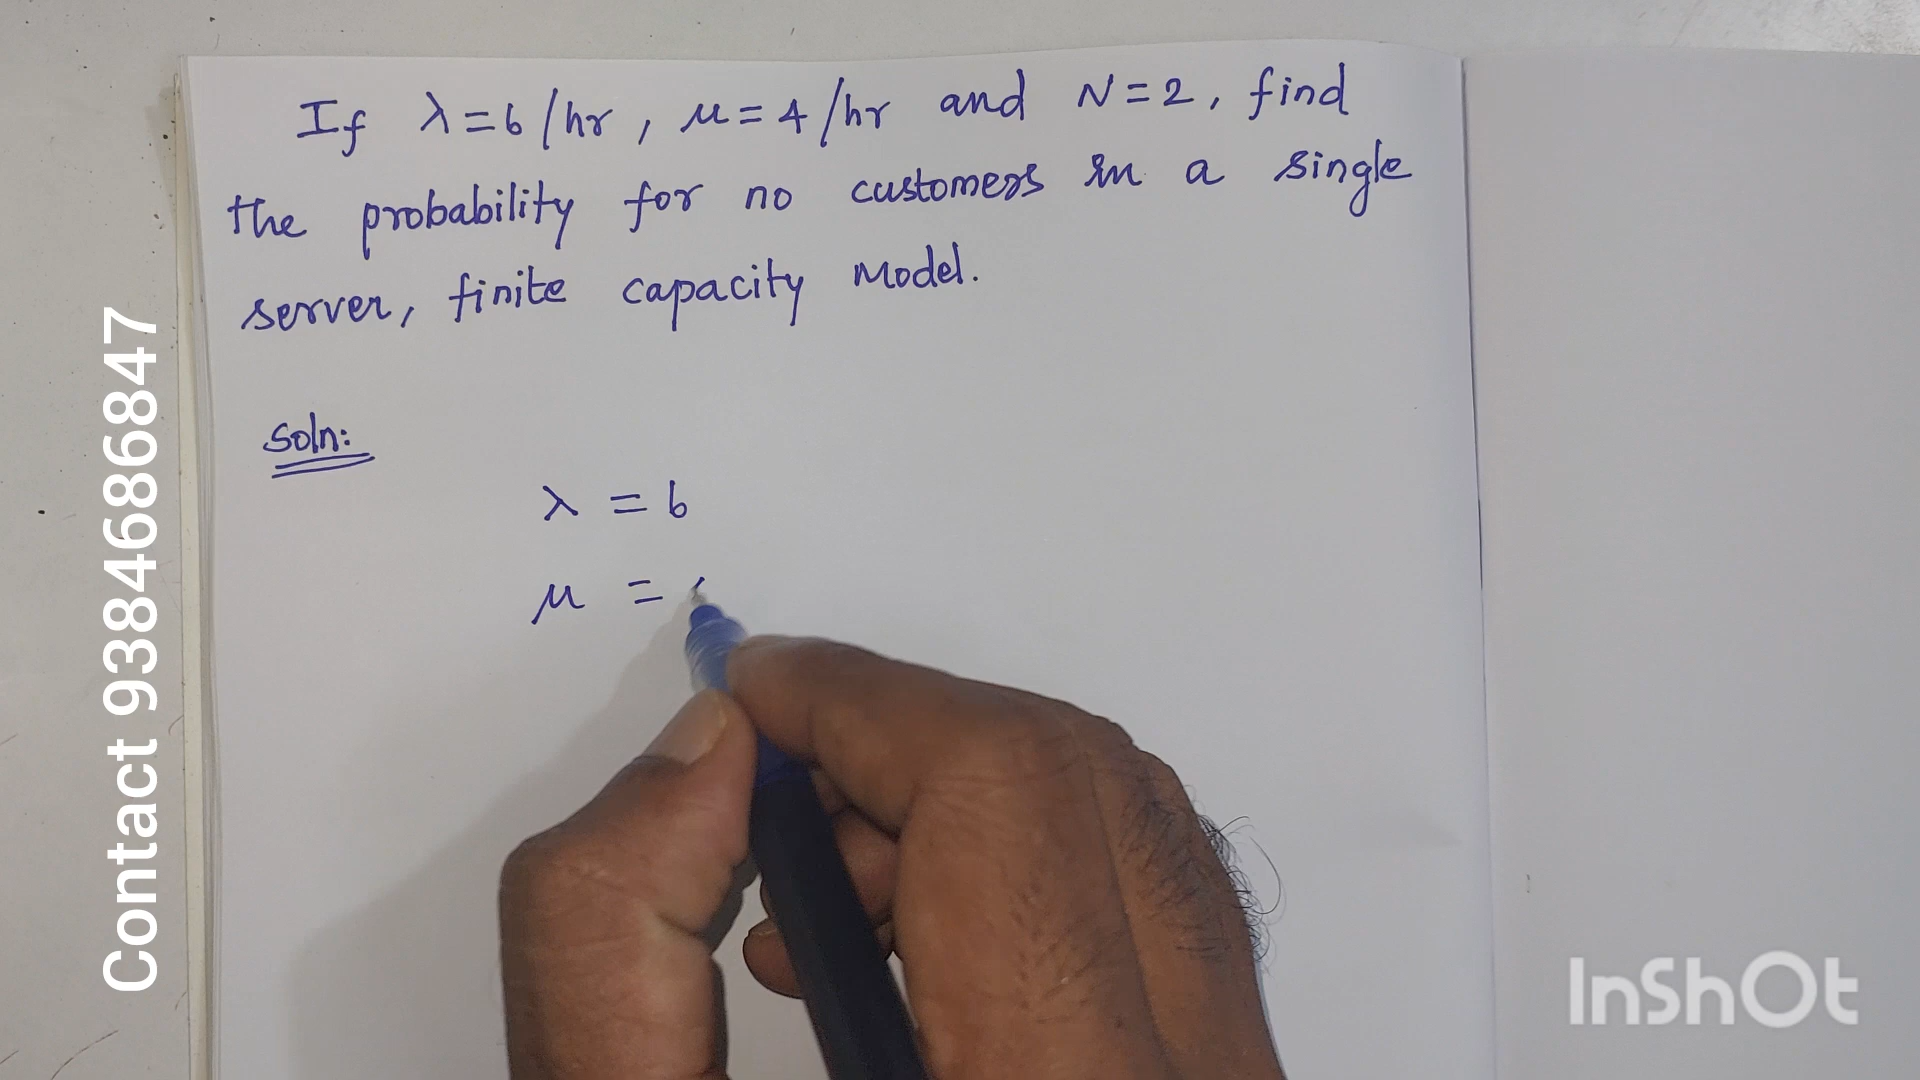 If λ=6/hr, μ=4/hr and N=2, find
the probability for no customers in a single
server, finite capacity Model.
Soln:
λ = 6
μ =
Contact 9384686847
InShOt